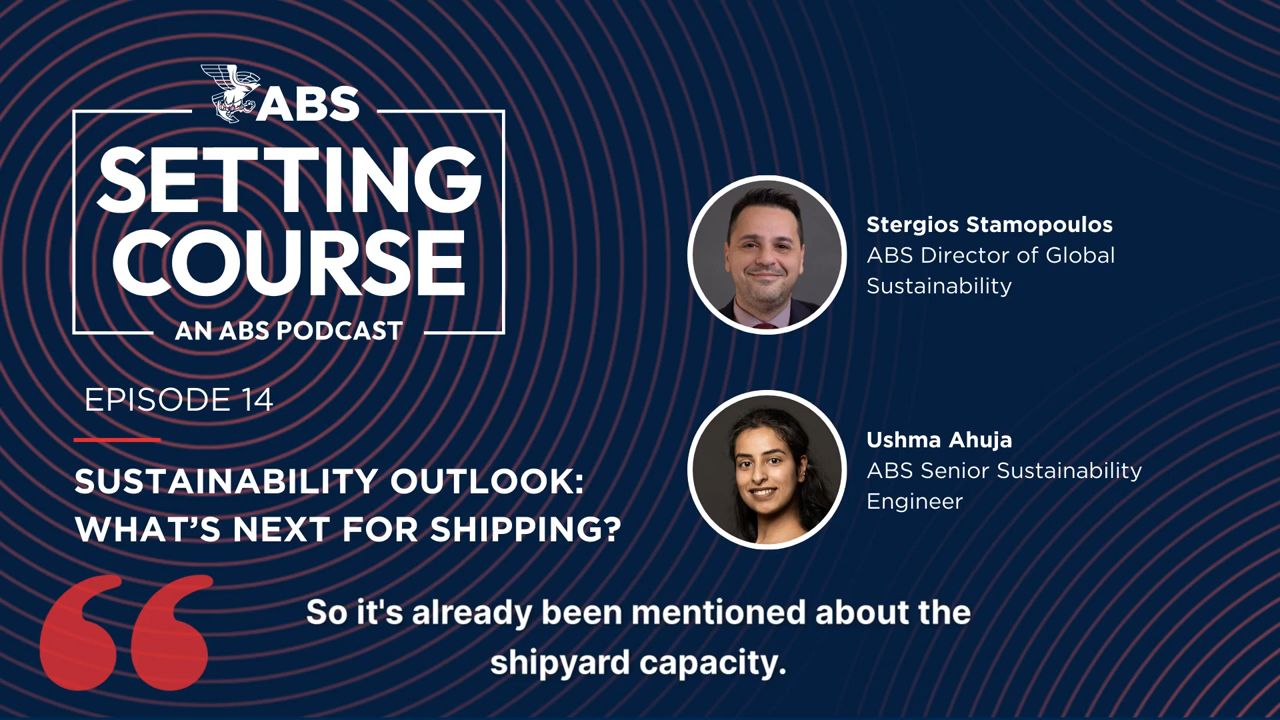 ABS
SETTING
COURSE
AN ABS PODCAST
EPISODE 14
SUSTAINABILITY OUTLOOK:
WHAT'S NEXT FOR SHIPPING?
Stergios Stamopoulos
ABS Director of Global
Sustainability
Ushma Ahuja
ABS Senior Sustainability
Engineer
So it's already been mentioned about the
shipyard capacity.